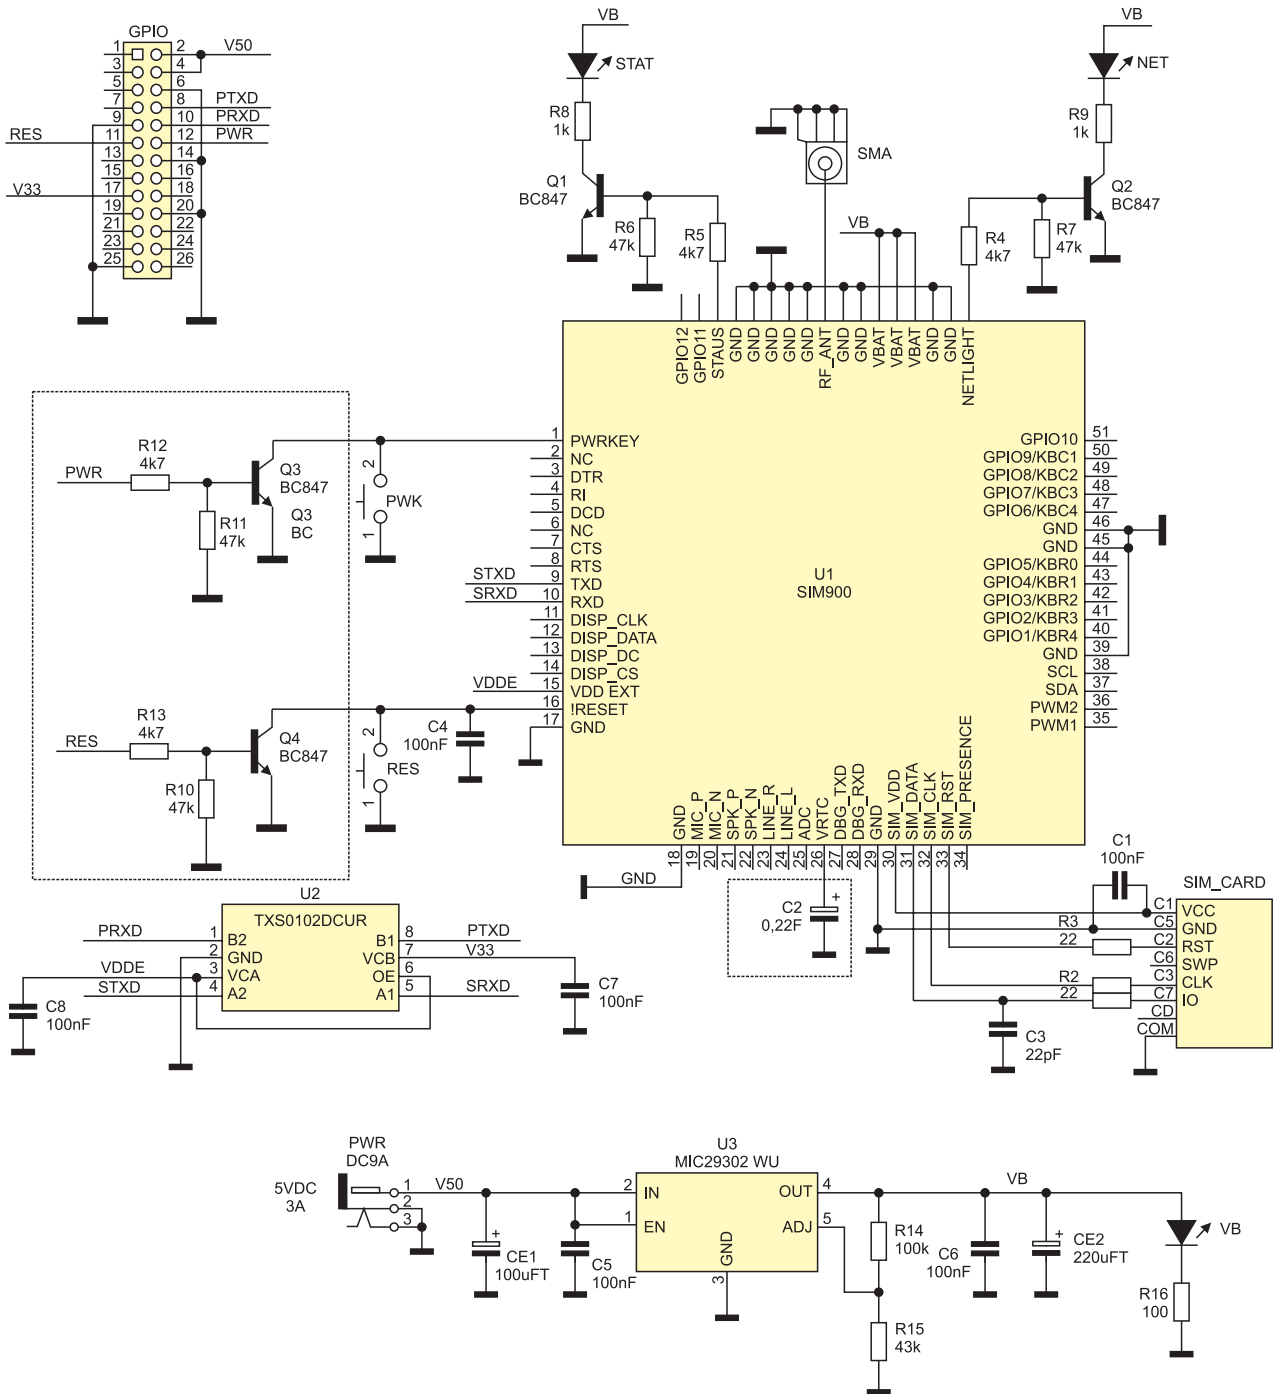 GPIO
1 2 V50
3 4
5 6
7 8 PTXD
9 10 PRXD
RES 11 12 PWR
13 14
15 16
V33 17 18
19 20
21 22
23 24
25 26
VB
STAT
R8
1k
Q1
BC847
R6
47k
R5
4k7
SMA
VB
VB
NET
R9
1k
Q2
BC847
R4
4k7
R7
47k
GPIO12
GPIO11
STAUS
GND
GND
GND
GND
GND
RF_ANT
GND
GND
VBAT
VBAT
VBAT
GND
GND
NETLIGHT
U1
SIM900
1 PWRKEY
2 NC
3 DTR
4 RI
5 DCD
6 NC
7 CTS
8 RTS
STXD 9 TXD
SRXD 10 RXD
11 DISP_CLK
12 DISP_DATA
13 DISP_DC
14 DISP_CS
VDDE 15 VDD EXT
16 !RESET
17 GND
GPIO10 51
GPIO9/KBC1 50
GPIO8/KBC2 49
GPIO7/KBC3 48
GPIO6/KBC4 47
GND 46
GND 45
GPIO5/KBR0 44
GPIO4/KBR1 43
GPIO3/KBR2 42
GPIO2/KBR3 41
GPIO1/KBR4 40
GND 39
SCL 38
SDA 37
PWM2 36
PWM1 35
GND 18
MIC_P 19
MIC_N 20
SPK_P 21
SPK_N 22
LINE_R 23
LINE_L 24
ADC 25
VRTC 26
DBG_TXD 27
DBG_RXD 28
GND 29
SIM_VDD 30
SIM_DATA 31
SIM_CLK 32
SIM_RST 33
SIM_PRESENCE 34
PWR
R12
4k7
R11
47k
Q3
BC847
Q3
BC
2
PWK
1
RES
R13
4k7
R10
47k
Q4
BC847
2
RES
1
C4
100nF
GND
C2
0,22F
+
C1
100nF
SIM_CARD
C1 VCC
C5 GND
R3
22
C2 RST
C6 SWP
R2
22
C3 CLK
C7 IO
CD
COM
C3
22pF
U2
TXS0102DCUR
PRXD 1 B2
2 GND
VDDE 3 VCA
STXD 4 A2
B1 8 PTXD
VCB 7 V33
OE 6
A1 5 SRXD
C8
100nF
C7
100nF
PWR
DC9A
5VDC
3A
1
2
3
V50
+
CE1
100uFT
C5
100nF
U3
MIC29302 WU
2 IN
1 EN
GND
3
OUT 4
ADJ 5
VB
R14
100k
R15
43k
C6
100nF
+
CE2
220uFT
VB
R16
100